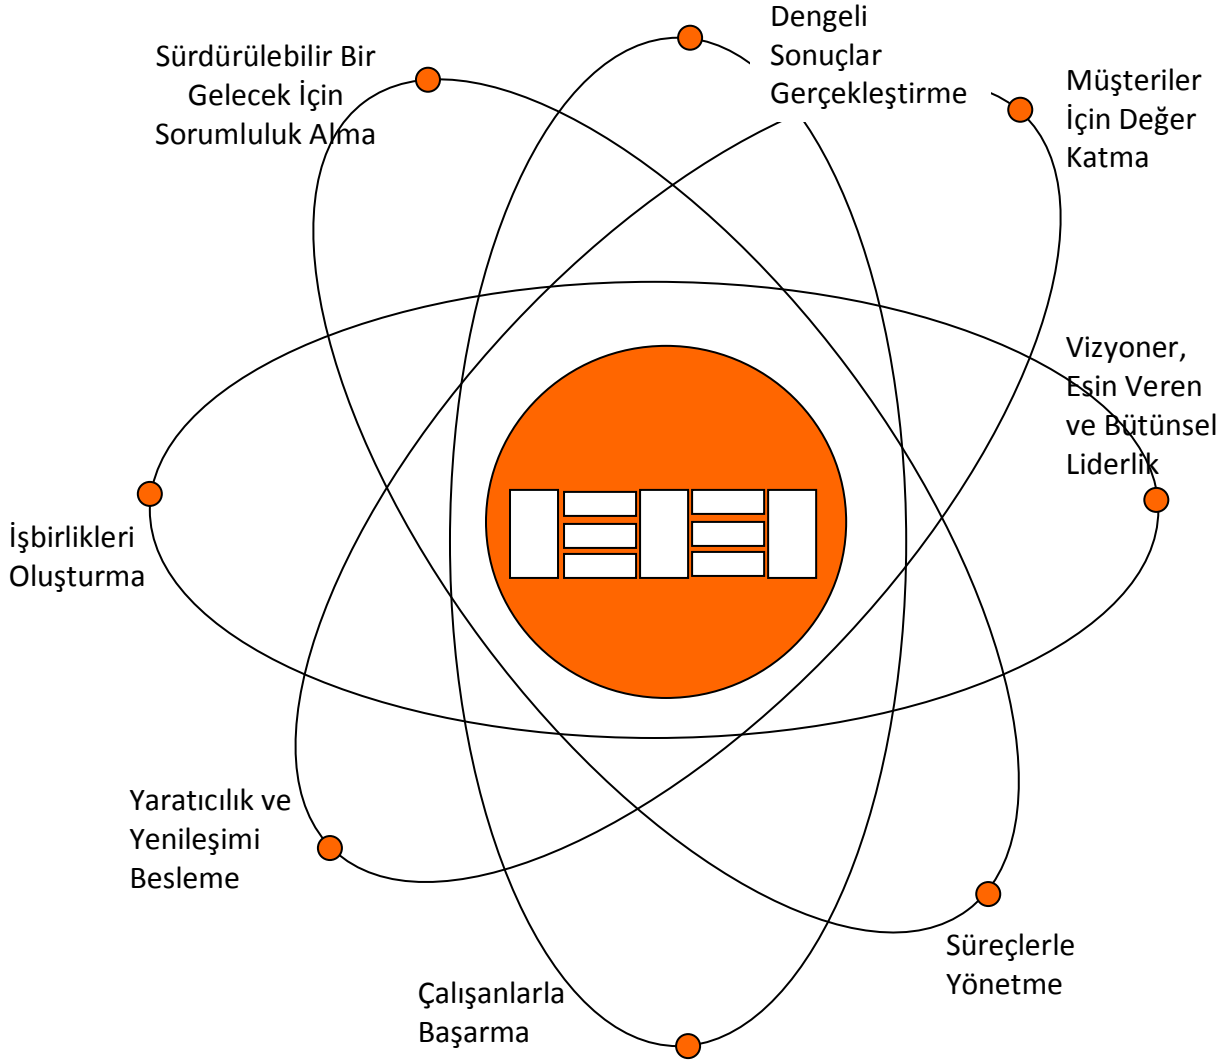 Dengeli
Sonuçlar
Gerçekleştirme
Müşteriler
İçin Değer
Katma
Vizyoner,
Esin Veren
ve Bütünsel
Liderlik
Süreçlerle
Yönetme
Çalışanlarla
Başarma
Yaratıcılık ve
Yenileşimi
Besleme
İşbirlikleri
Oluşturma
Sürdürülebilir Bir
Gelecek İçin
Sorumluluk Alma